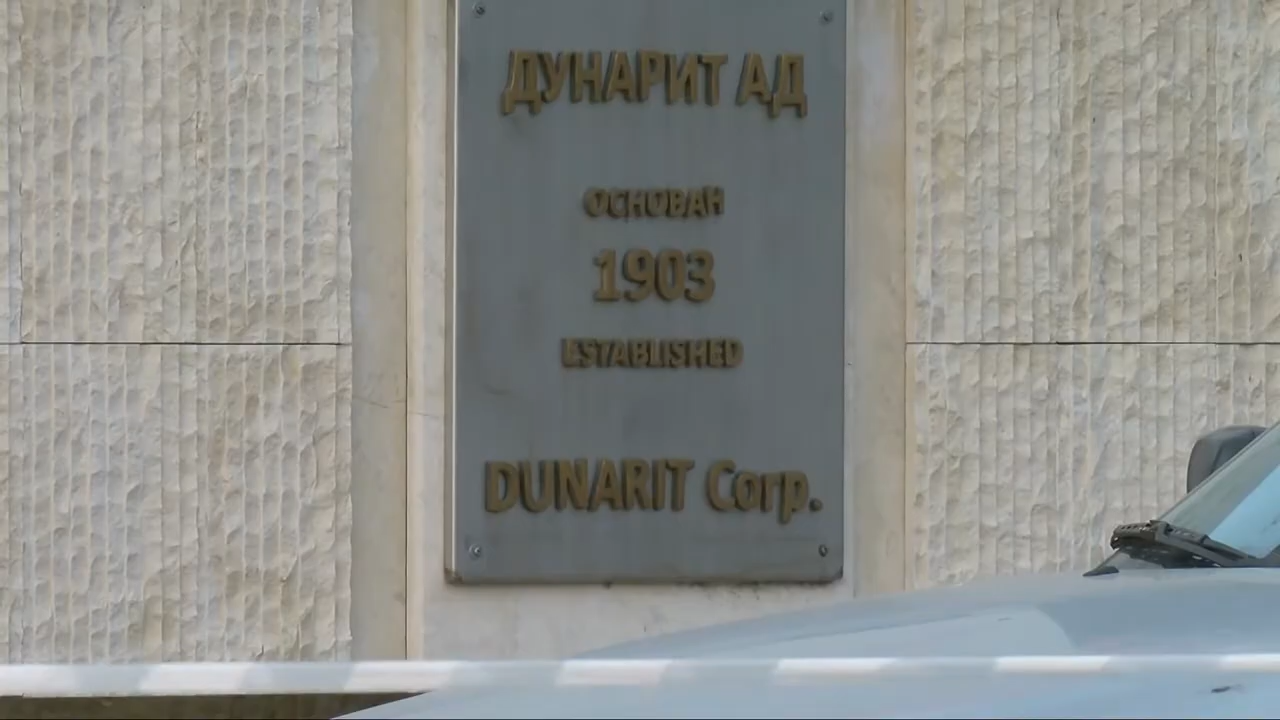 ДУНАРИТ АД
ОСНОВАН
1903
ESTABLISHED
DUNARIT Corp.